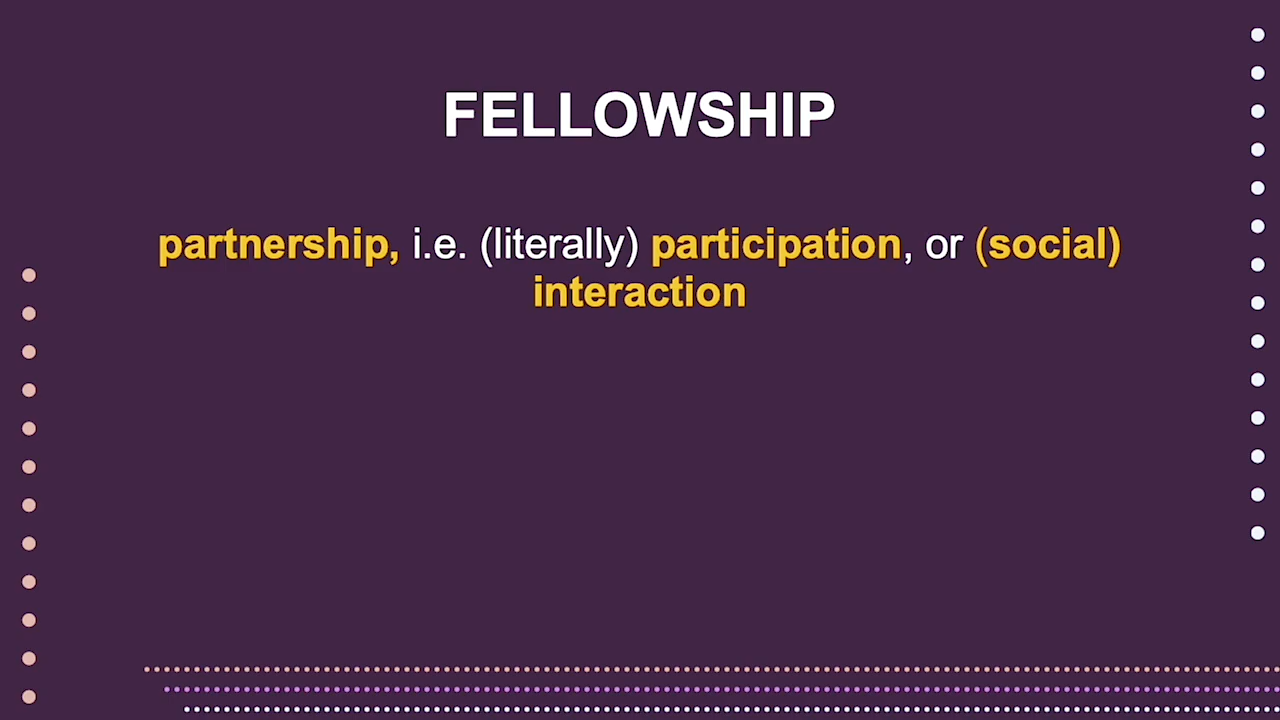 FELLOWSHIP
partnership, i.e. (literally) participation, or (social)
interaction